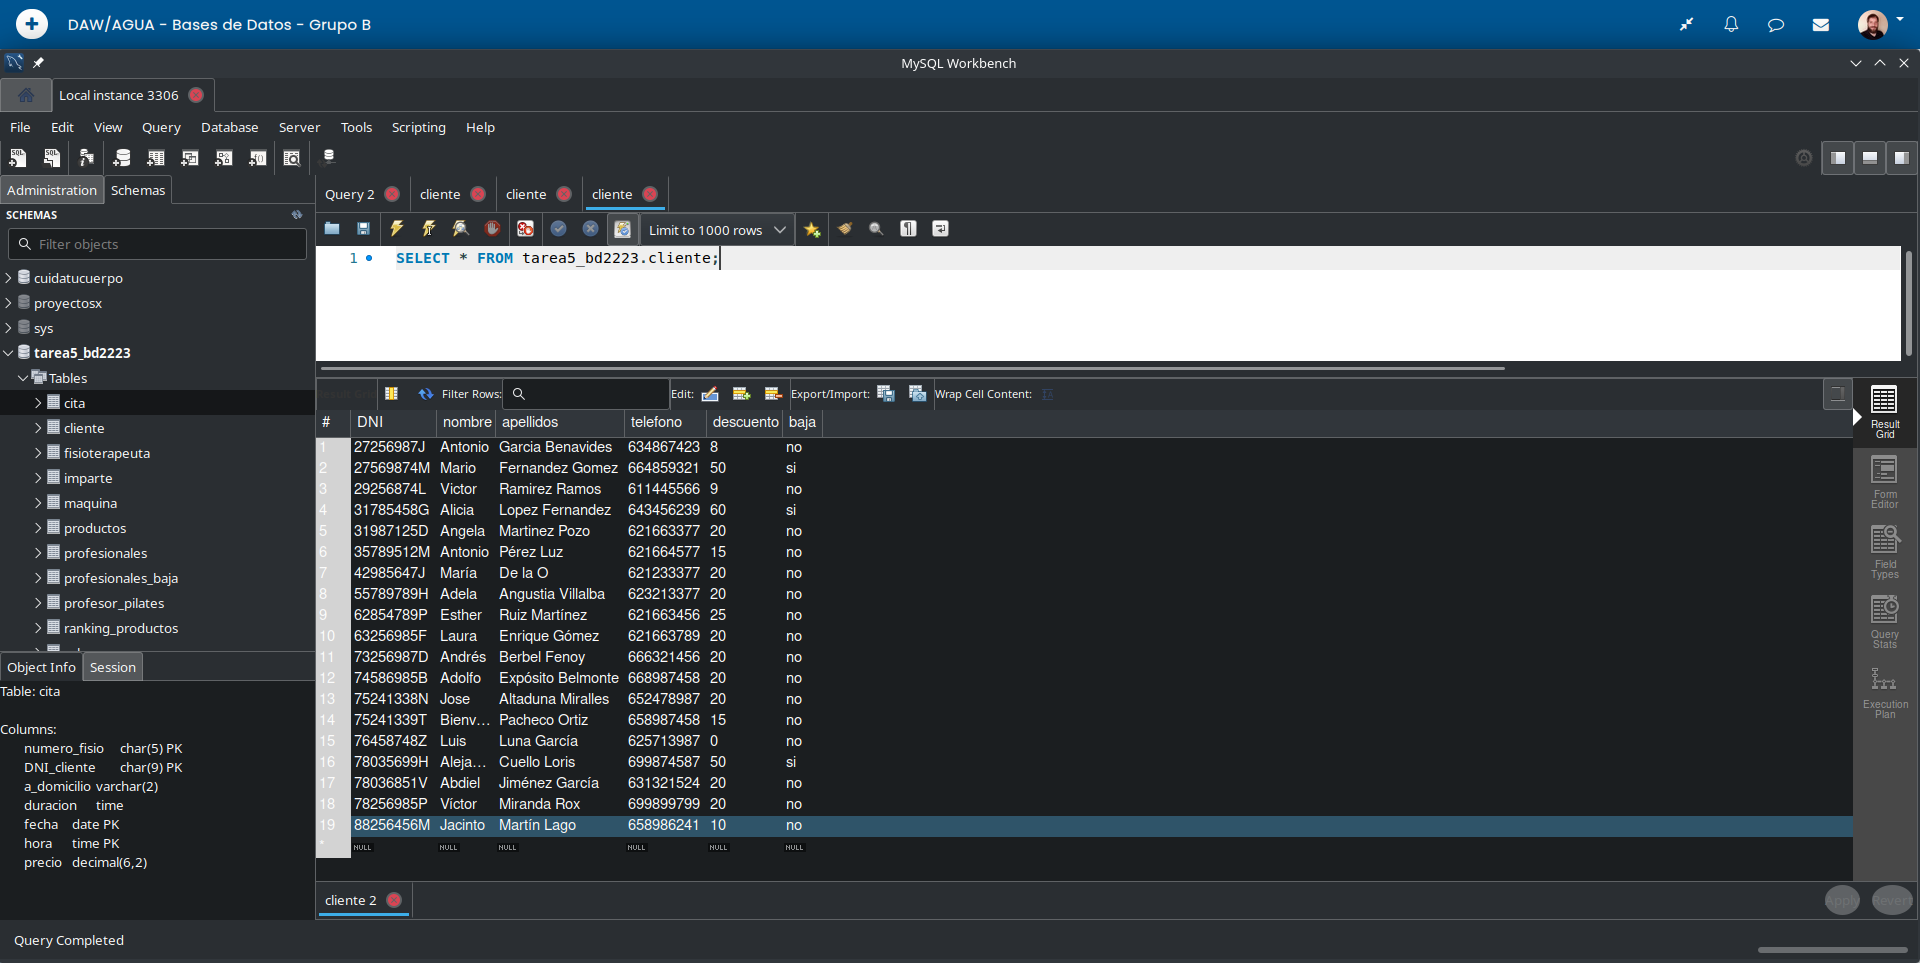 DAW/AGUA - Bases de Datos - Grupo B
MySQL Workbench
Local instance 3306
File Edit View Query Database Server Tools Scripting Help
Administration Schemas
SCHEMAS
Filter objects
cuidatucuerpo
proyectosx
sys
tarea5_bd2223
Tables
cita
cliente
fisioterapeuta
imparte
maquina
productos
profesionales
profesionales_baja
profesor_pilates
ranking_productos
Object Info Session
Table: cita
Columns:
numero_fisio char(5) PK
DNI_cliente char(9) PK
a_domicilio varchar(2)
duracion time
fecha date PK
hora time PK
precio decimal(6,2)
Query 2 cliente cliente cliente
Limit to 1000 rows
1 SELECT * FROM tarea5_bd2223.cliente;
Filter Rows: Edit: Export/Import: Wrap Cell Content:
# DNI nombre apellidos telefono descuento baja
1 27256987J Antonio Garcia Benavides 634867423 8 no
2 27569874M Mario Fernandez Gomez 664859321 50 si
3 29256874L Victor Ramirez Ramos 611445566 9 no
4 31785458G Alicia Lopez Fernandez 643456239 60 si
5 31987125D Angela Martinez Pozo 621663377 20 no
6 35789512M Antonio Pérez Luz 621664577 15 no
7 42985647J María De la O 621233377 20 no
8 55789789H Adela Angustia Villalba 623213377 20 no
9 62854789P Esther Ruiz Martínez 621663456 25 no
10 63256985F Laura Enrique Gómez 621663789 20 no
11 73256987D Andrés Berbel Fenoy 666321456 20 no
12 74586985B Adolfo Expósito Belmonte 668987458 20 no
13 75241338N Jose Altaduna Miralles 652478987 20 no
14 75241339T Bienv... Pacheco Ortiz 658987458 15 no
15 76458748Z Luis Luna García 625713987 0 no
16 78035699H Aleja... Cuello Loris 699874587 50 si
17 78036851V Abdiel Jiménez García 631321524 20 no
18 78256985P Víctor Miranda Rox 699899799 20 no
19 88256456M Jacinto Martín Lago 658986241 10 no
* NULL NULL NULL NULL NULL NULL
Result Grid
Form Editor
Field Types
Query Stats
Execution Plan
cliente 2
Apply Revert
Query Completed